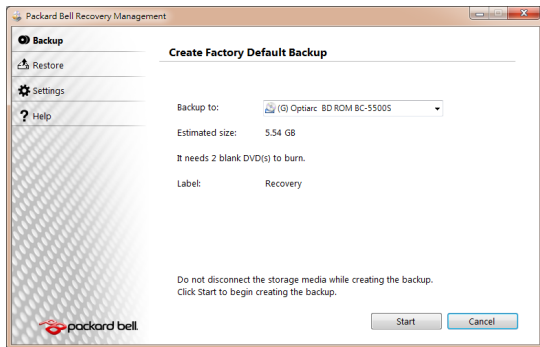 Packard Bell Recovery Management
Backup
Restore
Settings
? Help
Create Factory Default Backup
Backup to: (G) Optiarc BD ROM BC-5500S
Estimated size: 5.54 GB
It needs 2 blank DVD(s) to burn.
Label: Recovery
Do not disconnect the storage media while creating the backup.
Click Start to begin creating the backup.
packard bell
Start Cancel